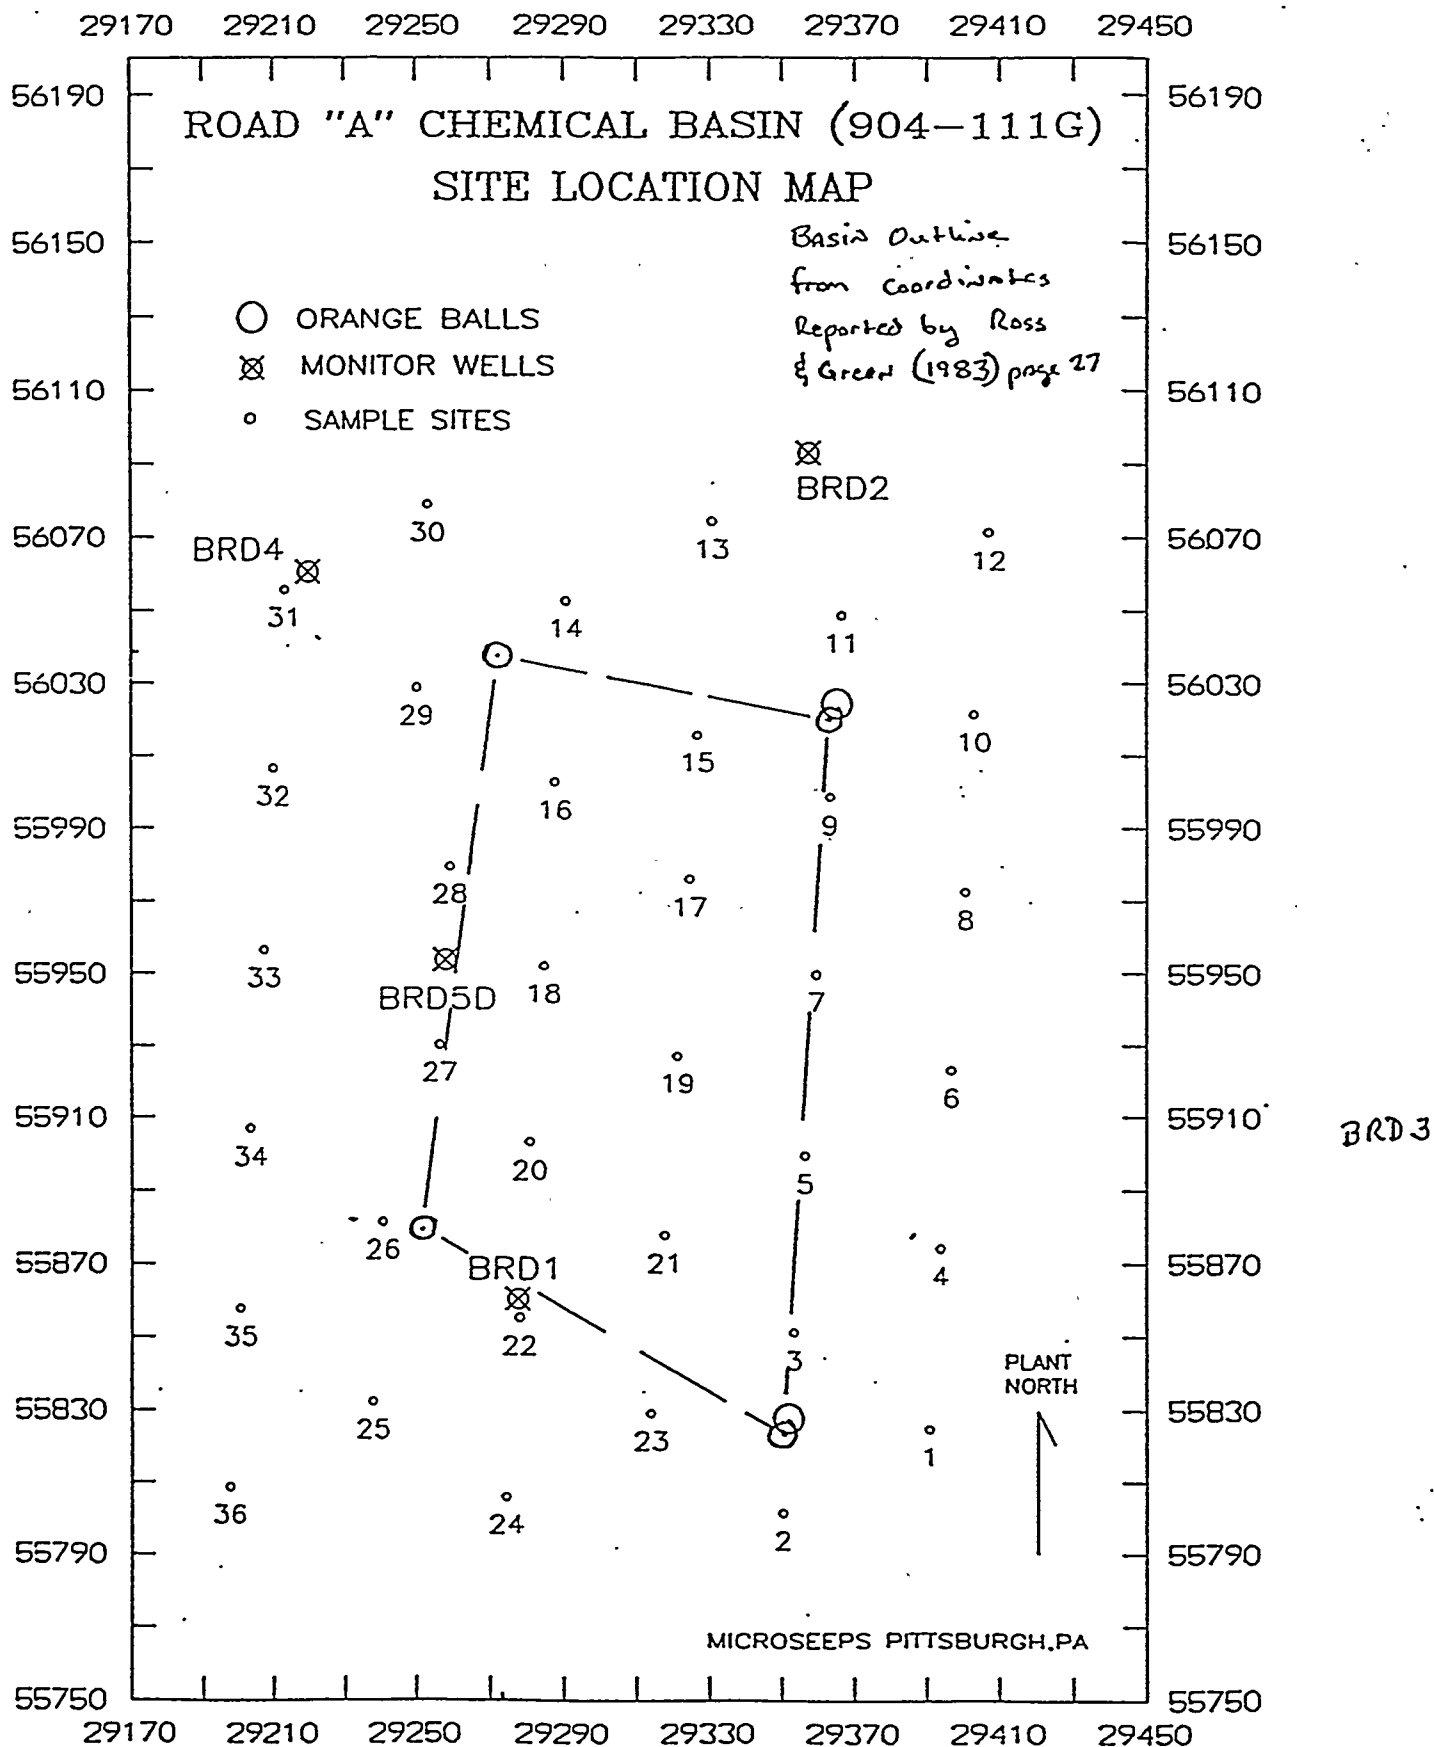 29170 29210 29250 29290 29330 29370 29410 29450
56190 56190
ROAD "A" CHEMICAL BASIN (904-111G)
SITE LOCATION MAP
56150 56150
Basin Outline
from coordinates
Reported by Ross
& Green (1983) page 27
ORANGE BALLS
MONITOR WELLS
SAMPLE SITES
56110 56110
BRD2
30
13
12
56070 56070
BRD4
31
14
11
56030 56030
29
15
10
32
16
9
55990 55990
28
17
8
55950 55950
33
BRD5D
18
7
27
19
6
55910 55910
BRD3
34
20
5
26
21
4
55870 55870
BRD1
35
22
3
PLANT
NORTH
55830 55830
25
23
1
36
24
2
55790 55790
MICROSEEPS PITTSBURGH.PA
55750 55750
29170 29210 29250 29290 29330 29370 29410 29450